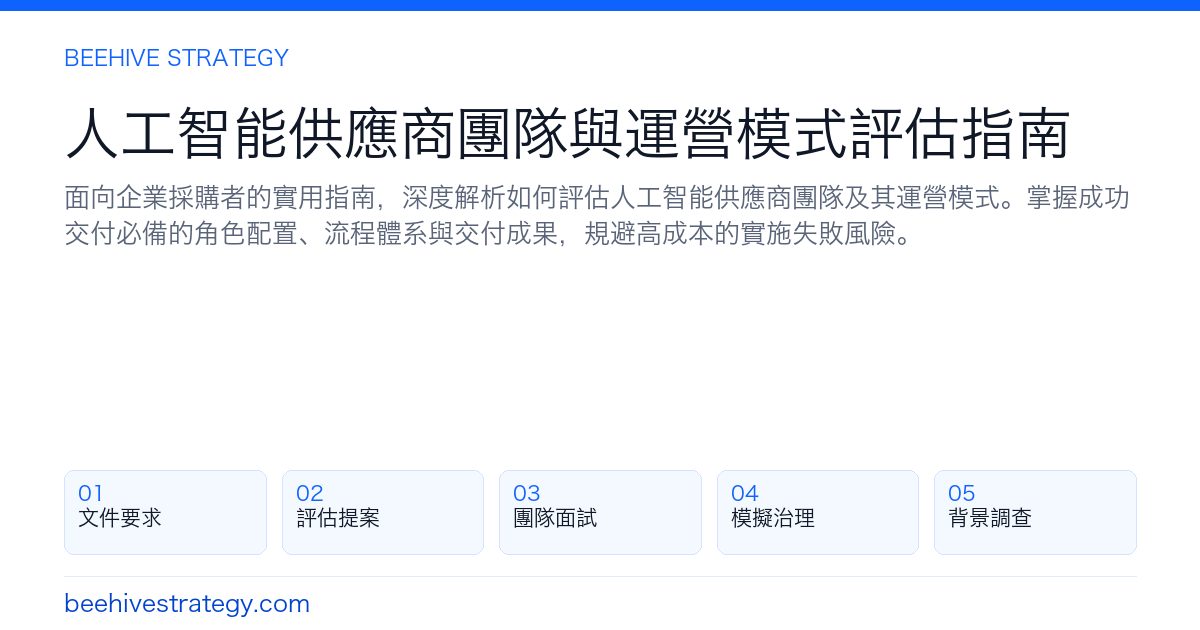 BEEHIVE STRATEGY
人工智能供應商團隊與運營模式評估指南
面向企業採購者的實用指南，深度解析如何評估人工智能供應商團隊及其運營模式。掌握成功
交付必備的角色配置、流程體系與交付成果，規避高成本的實施失敗風險。
01
文件要求
02
評估提案
03
團隊面試
04
模擬治理
05
背景調查
beehivestrategy.com